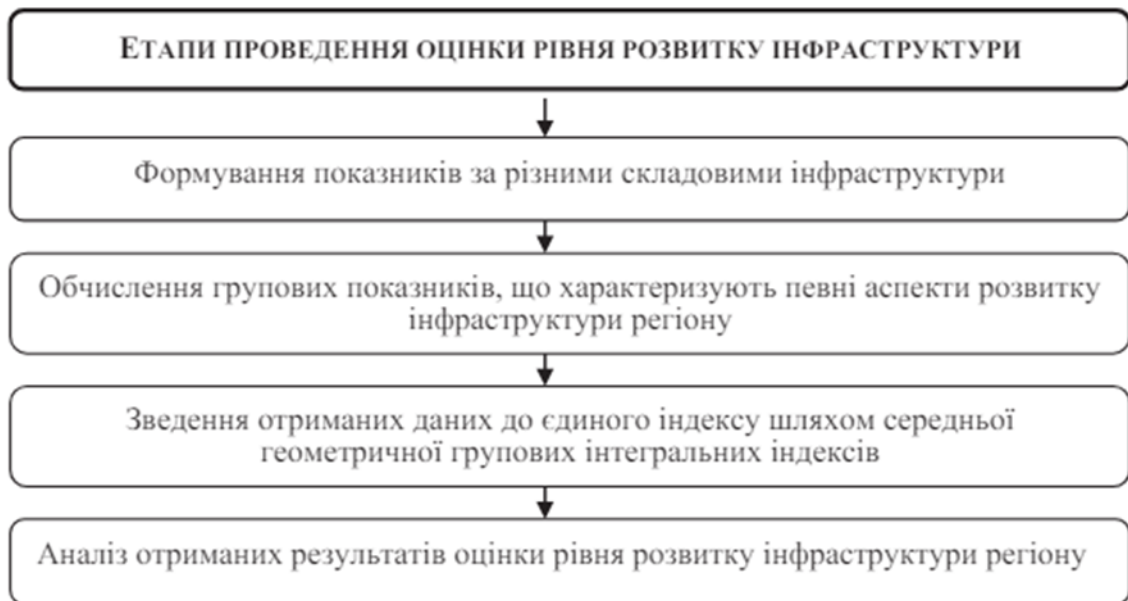 ЕТАПИ ПРОВЕДЕННЯ ОЦІНКИ РІВНЯ РОЗВИТКУ ІНФРАСТРУКТУРИ
Формування показників за різними складовими інфраструктури
Обчислення групових показників, що характеризують певні аспекти розвитку
інфраструктури регіону
Зведення отриманих даних до єдиного індексу шляхом середньої
геометричної групових інтегральних індексів
Аналіз отриманих результатів оцінки рівня розвитку інфраструктури регіону